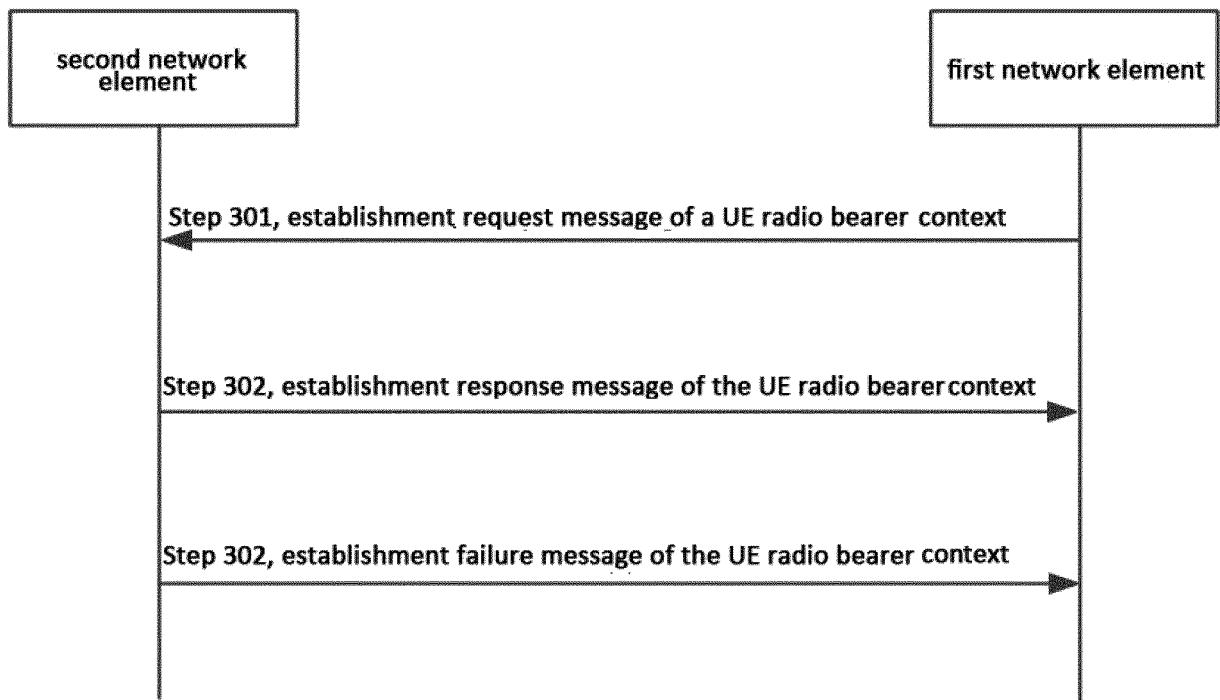 second network
element
first network element
Step 301, establishment request message of a UE radio bearer context
Step 302, establishment response message of the UE radio bearer context
Step 302, establishment failure message of the UE radio bearer context